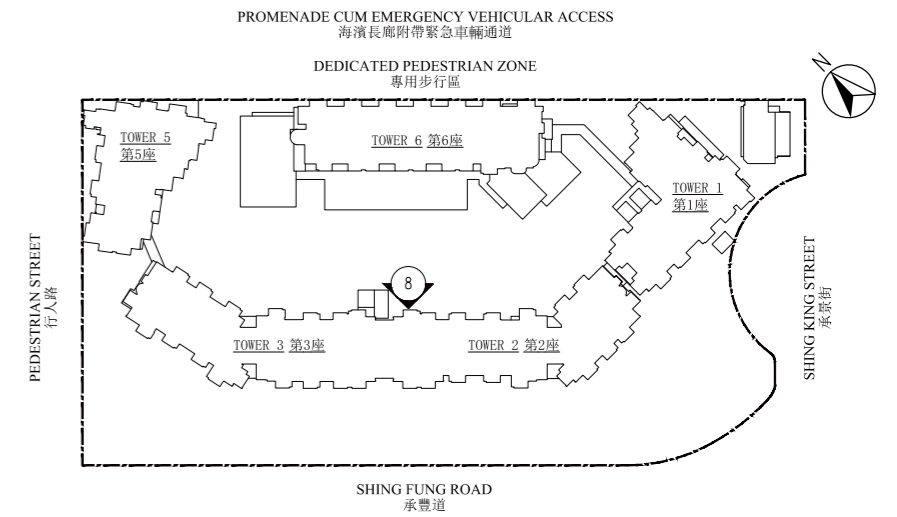 PROMENADE CUM EMERGENCY VEHICULAR ACCESS
海濱長廊附帶緊急車輛通道
DEDICATED PEDESTRIAN ZONE
專用步行區
N
TOWER 5
第5座
TOWER 6 第6座
TOWER 1
第1座
PEDESTRIAN STREET
行人路
8
SHING KING STREET
承景街
TOWER 3 第3座
TOWER 2 第2座
SHING FUNG ROAD
承豐道